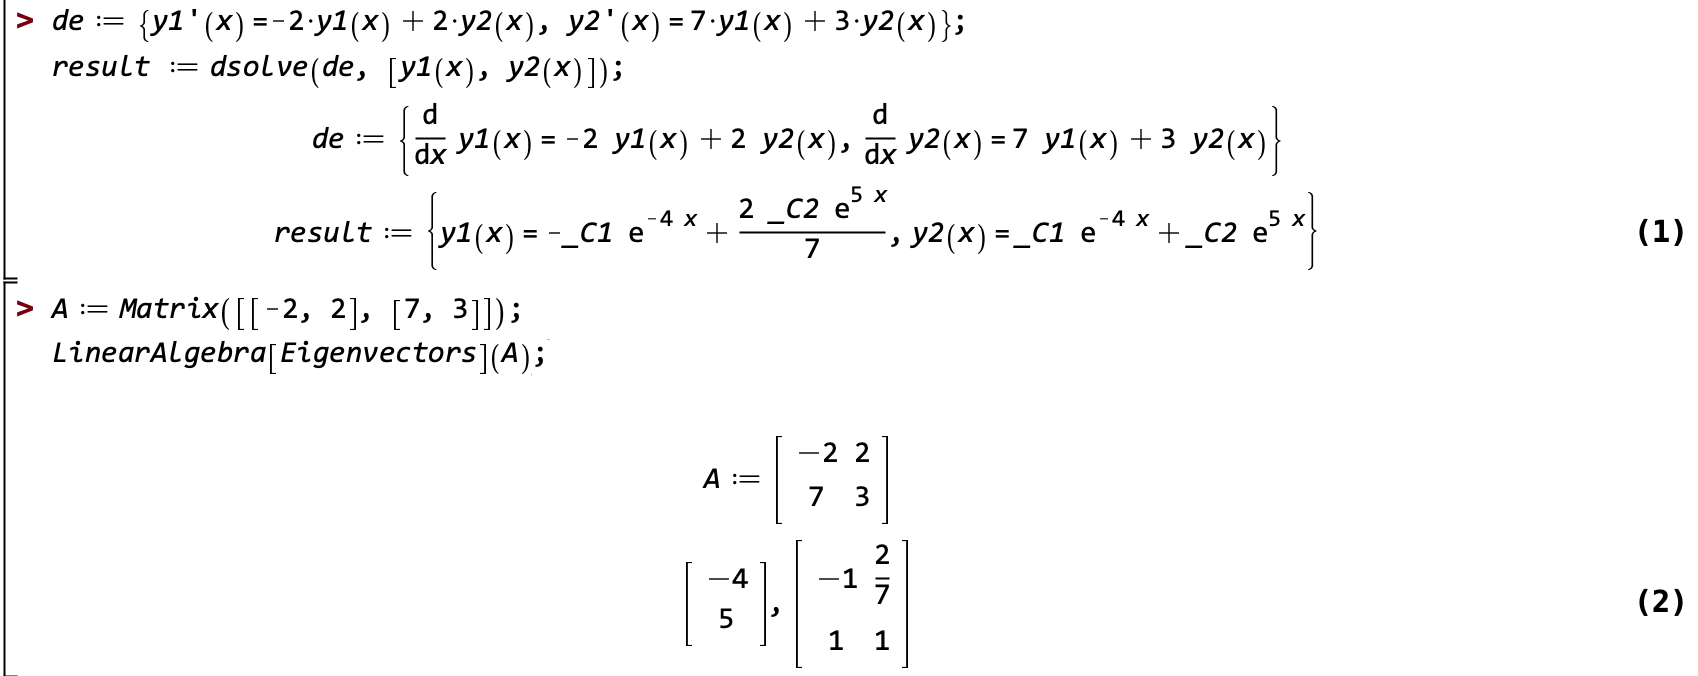 > de := {y1'(x)=-2·y1(x) + 2·y2(x), y2'(x)=7·y1(x) + 3·y2(x)};
result := dsolve(de, [y1(x), y2(x)]);
de := {d/dx y1(x) = -2 y1(x) + 2 y2(x), d/dx y2(x) = 7 y1(x) + 3 y2(x)}
result := {y1(x) = -_C1 e^(-4 x) + (2 _C2 e^(5 x))/7, y2(x) = _C1 e^(-4 x) + _C2 e^(5 x)} (1)
> A := Matrix([[-2, 2], [7, 3]]);
LinearAlgebra[Eigenvectors](A);
A := [−2 2
7 3]
[−4
5], [−1 2/7
1 1] (2)